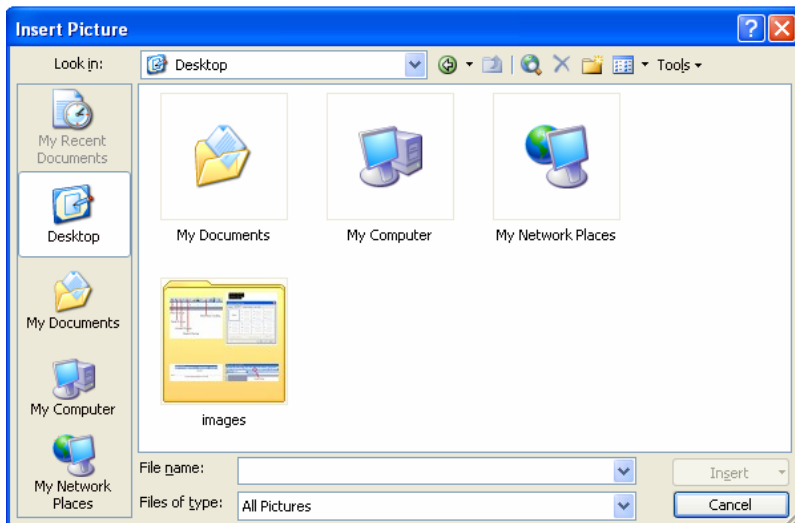 Insert Picture
Look in:
Desktop
Tools
My Recent
Documents
Desktop
My Documents
My Computer
My Network
Places
My Documents
My Computer
My Network Places
images
File name:
Insert
Files of type:
All Pictures
Cancel